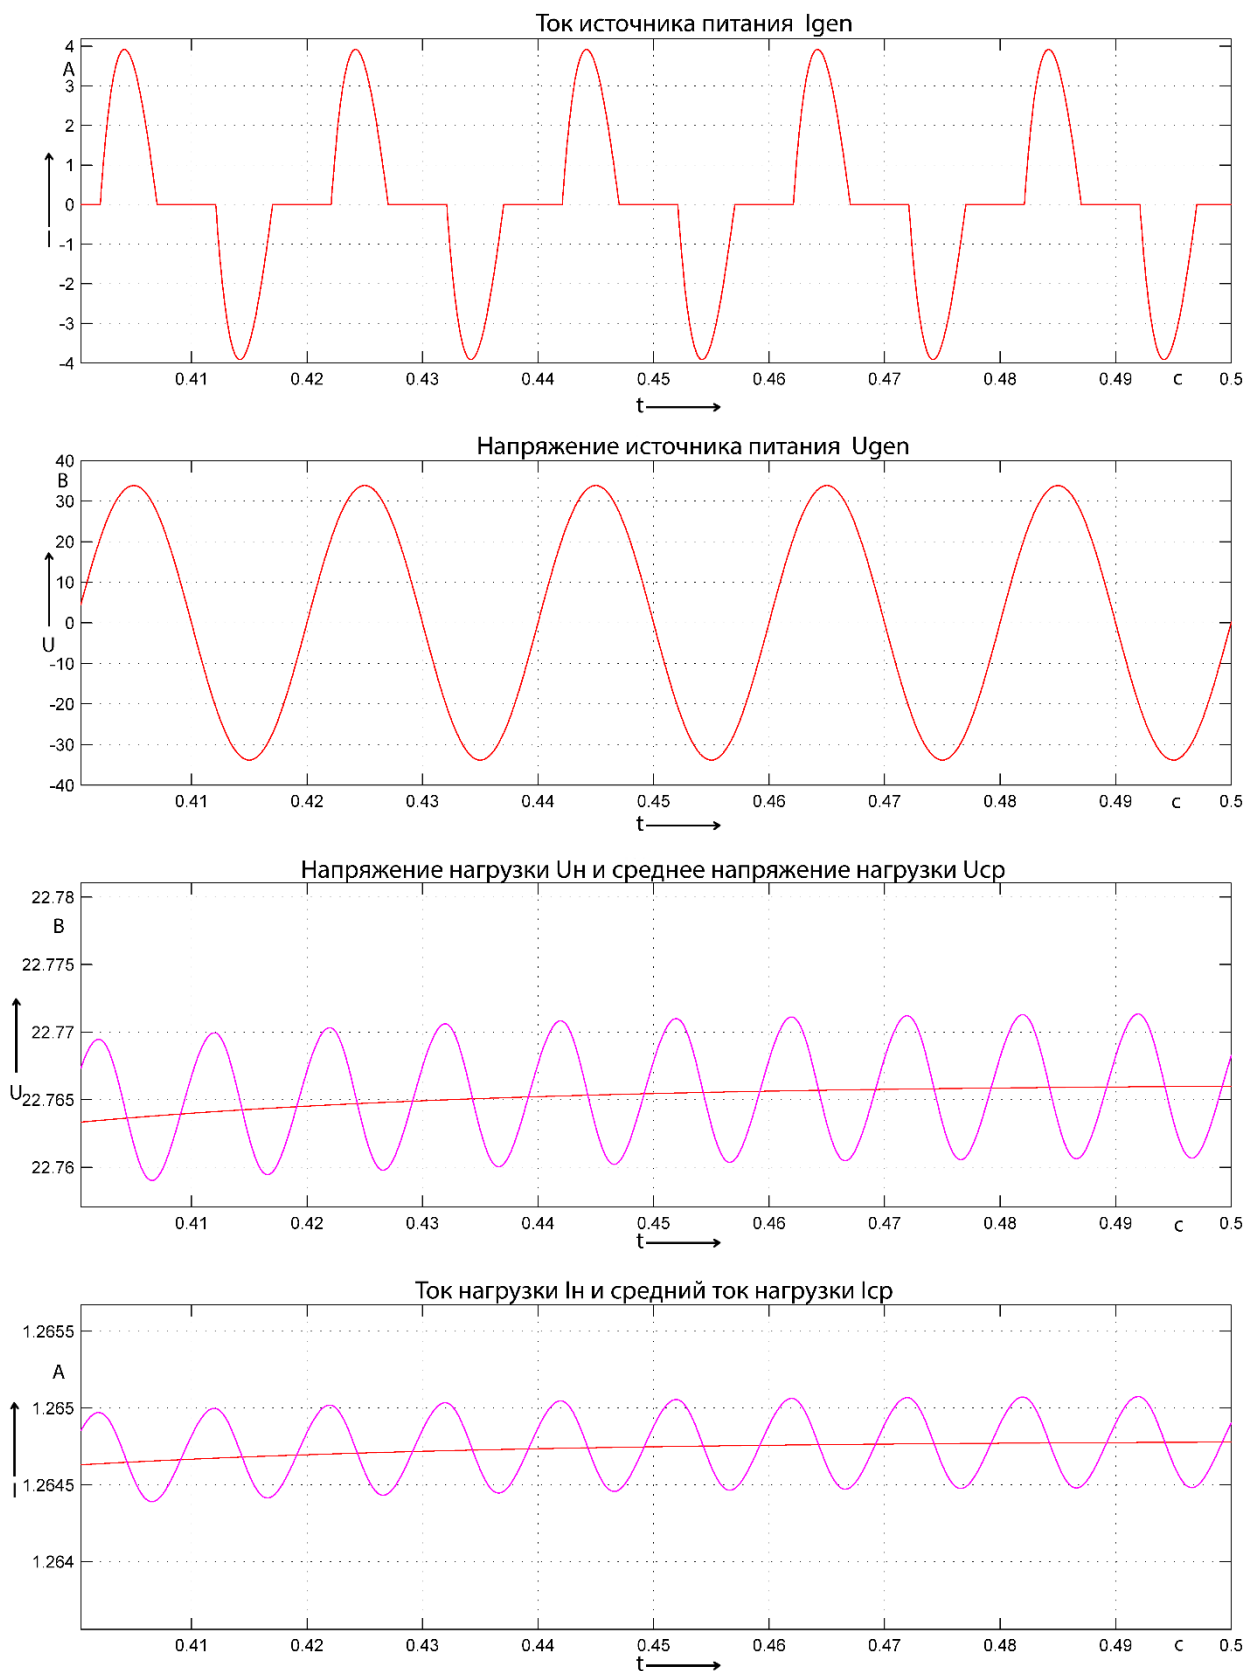 Ток источника питания Igen
4
А
3
2
1
0
-1
-2
-3
-4
I
0.41 0.42 0.43 0.44 0.45 0.46 0.47 0.48 0.49 с 0.5
t
Напряжение источника питания Ugen
40
В
30
20
10
0
-10
-20
-30
-40
U
0.41 0.42 0.43 0.44 0.45 0.46 0.47 0.48 0.49 с 0.5
t
Напряжение нагрузки Uн и среднее напряжение нагрузки Uср
22.78
В
22.775
22.77
22.765
22.76
U
0.41 0.42 0.43 0.44 0.45 0.46 0.47 0.48 0.49 с 0.5
t
Ток нагрузки Iн и средний ток нагрузки Iср
1.2655
А
1.265
1.2645
1.264
I
0.41 0.42 0.43 0.44 0.45 0.46 0.47 0.48 0.49 с 0.5
t